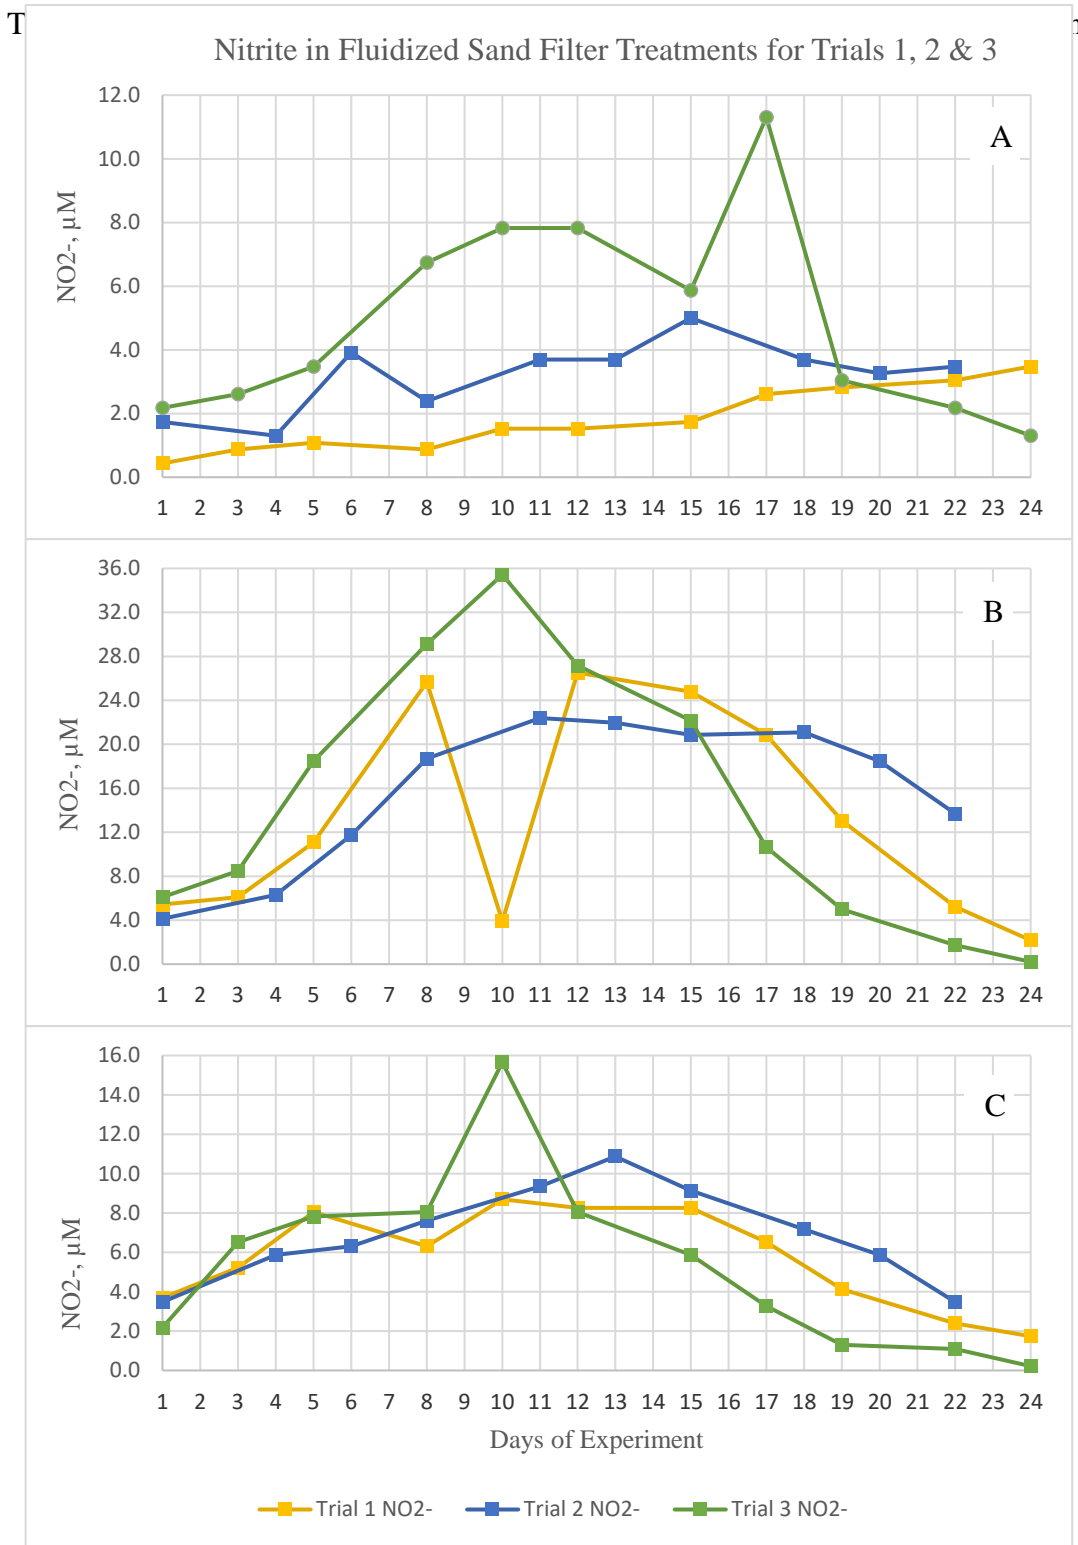 Nitrite in Fluidized Sand Filter Treatments for Trials 1, 2 & 3
12.0
A
10.0
8.0
NO2-, µM
6.0
4.0
2.0
0.0
1 2 3 4 5 6 7 8 9 10 11 12 13 14 15 16 17 18 19 20 22 23 24
36.0
32.0
B
28.0
24.0
NO2-, µM
20.0
16.0
12.0
8.0
4.0
0.0
1 2 3 4 5 6 7 8 9 10 11 12 13 14 15 16 17 18 19 20 22 23 24
16.0
14.0
C
12.0
10.0
NO2-, µM
8.0
6.0
4.0
2.0
0.0
1 2 3 4 5 6 7 8 9 10 11 12 13 14 15 16 17 18 19 20 22 23 24
Days of Experiment
Trial 1 NO2- Trial 2 NO2- Trial 3 NO2-